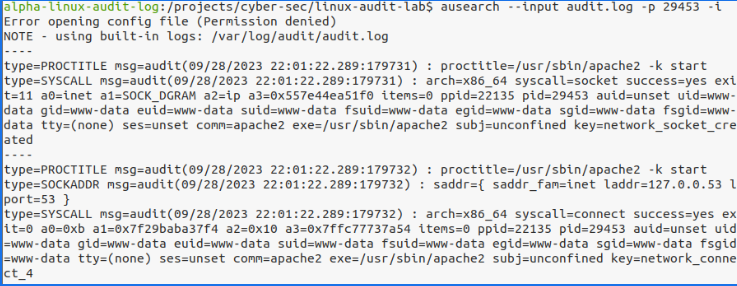 alpha-linux-audit-log:/projects/cyber-sec/linux-audit-lab$ ausearch --input audit.log -p 29453 -i
Error opening config file (Permission denied)
NOTE - using built-in logs: /var/log/audit/audit.log
----
type=PROCTITLE msg=audit(09/28/2023 22:01:22.289:179731) : proctitle=/usr/sbin/apache2 -k start
type=SYSCALL msg=audit(09/28/2023 22:01:22.289:179731) : arch=x86_64 syscall=socket success=yes exi
t=11 a0=inet a1=SOCK_DGRAM a2=ip a3=0x557e44ea51f0 items=0 ppid=22135 pid=29453 auid=unset uid=www-
data gid=www-data euid=www-data suid=www-data fsuid=www-data egid=www-data sgid=www-data fsgid=www-
data tty=(none) ses=unset comm=apache2 exe=/usr/sbin/apache2 subj=unconfined key=network_socket_cre
ated
----
type=PROCTITLE msg=audit(09/28/2023 22:01:22.289:179732) : proctitle=/usr/sbin/apache2 -k start
type=SOCKADDR msg=audit(09/28/2023 22:01:22.289:179732) : saddr={ saddr_fam=inet laddr=127.0.0.53 l
port=53 }
type=SYSCALL msg=audit(09/28/2023 22:01:22.289:179732) : arch=x86_64 syscall=connect success=yes ex
it=0 a0=0xb a1=0x7f29baba37f4 a2=0x10 a3=0x7ffc77737a54 items=0 ppid=22135 pid=29453 auid=unset uid
=www-data gid=www-data euid=www-data suid=www-data fsuid=www-data egid=www-data sgid=www-data fsgid
=www-data tty=(none) ses=unset comm=apache2 exe=/usr/sbin/apache2 subj=unconfined key=network_conne
ct_4